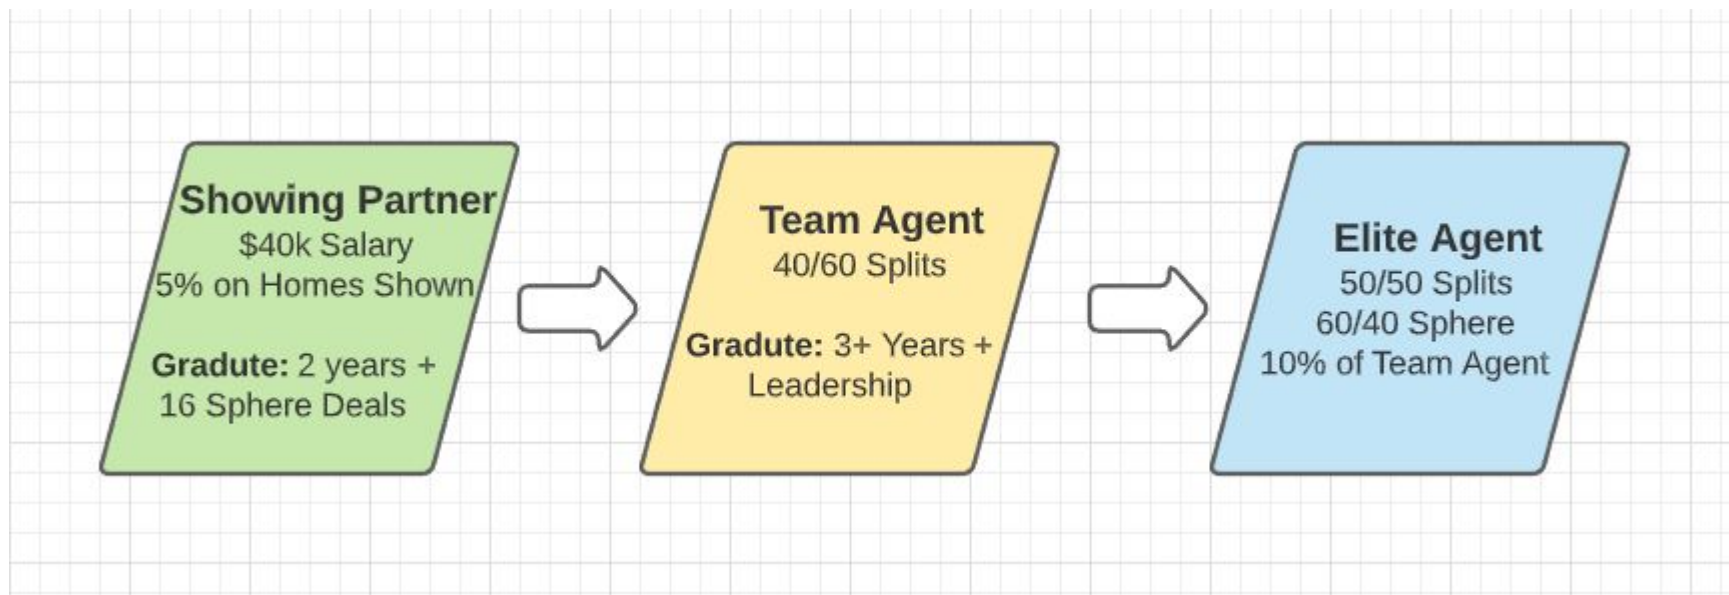 Showing Partner
$40k Salary
5% on Homes Shown
Gradute: 2 years +
16 Sphere Deals
Team Agent
40/60 Splits
Gradute: 3+ Years +
Leadership
Elite Agent
50/50 Splits
60/40 Sphere
10% of Team Agent